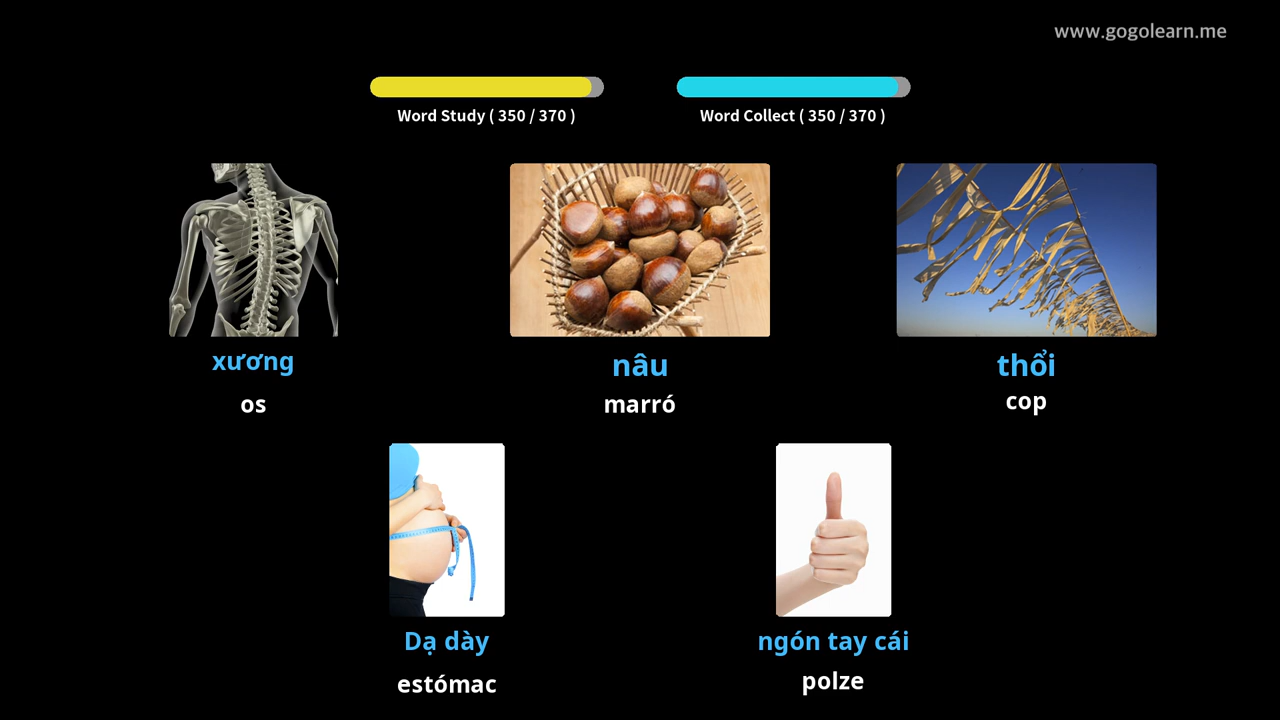 www.gogolearn.me
Word Study ( 350 / 370 )
Word Collect ( 350 / 370 )
xương
nâu
thổi
os
marró
cop
Dạ dày
ngón tay cái
estómac
polze